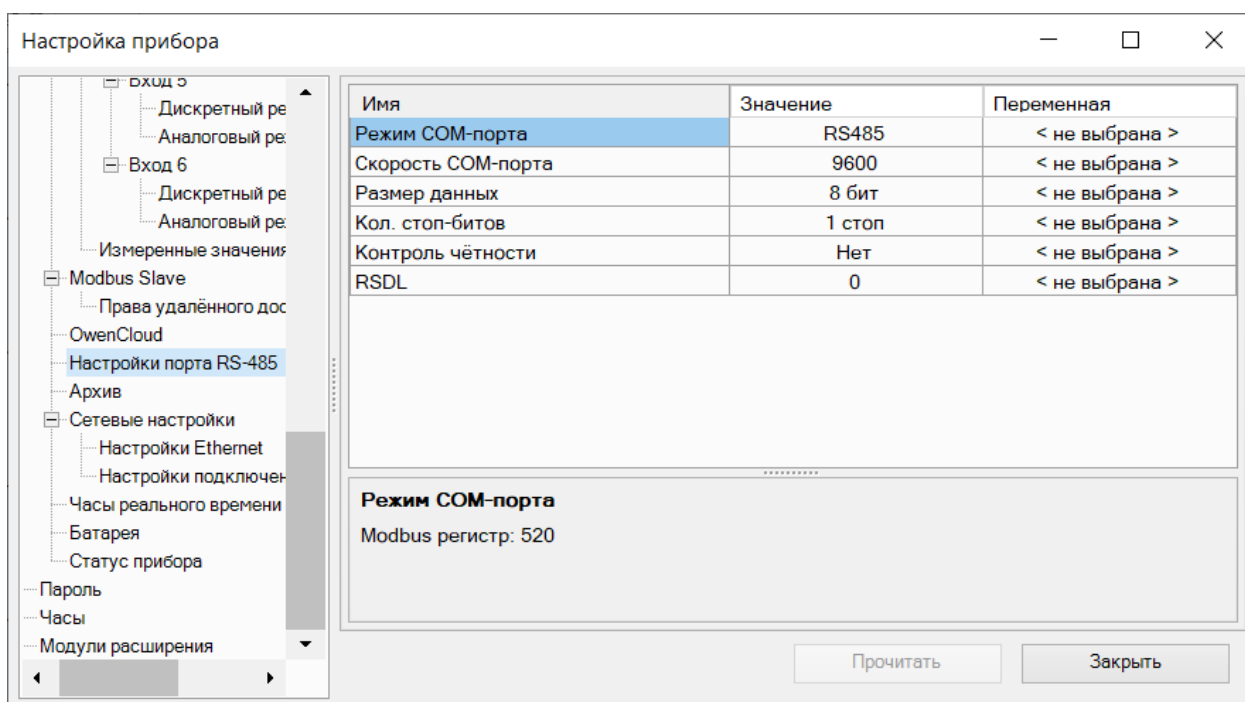 Настройка прибора
Вход 5
Дискретный ре
Аналоговый ре
Вход 6
Дискретный ре
Аналоговый ре
Измеренные значения
Modbus Slave
Права удалённого дос
OwenCloud
Настройки порта RS-485
Архив
Сетевые настройки
Настройки Ethernet
Настройки подключен
Часы реального времени
Батарея
Статус прибора
Пароль
Часы
Модули расширения
Имя Значение Переменная
Режим COM-порта RS485 < не выбрана >
Скорость COM-порта 9600 < не выбрана >
Размер данных 8 бит < не выбрана >
Кол. стоп-битов 1 стоп < не выбрана >
Контроль чётности Нет < не выбрана >
RSDL 0 < не выбрана >
Режим COM-порта
Modbus регистр: 520
Прочитать Закрыть